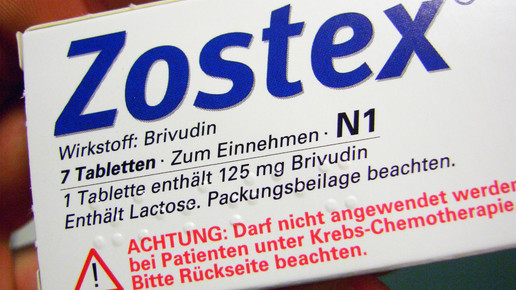 Zostex®
Wirkstoff: Brivudin
7 Tabletten · Zum Einnehmen · N1
1 Tablette enthält 125 mg Brivudin
Enthält Lactose. Packungsbeilage beachten.
ACHTUNG: Darf nicht angewendet werden
bei Patienten unter Krebs-Chemotherapie
Bitte Rückseite beachten.